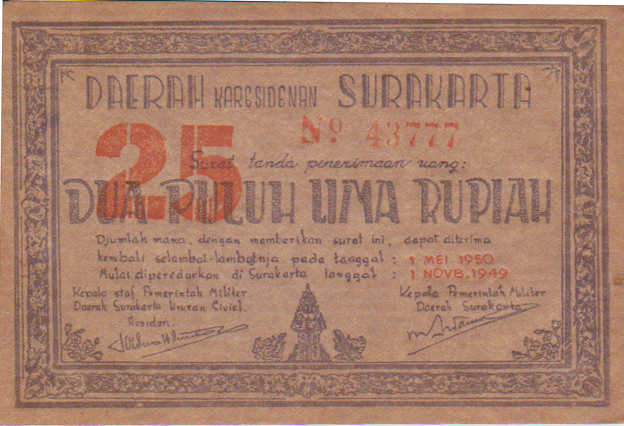 DAERAH KARESIDENAN SURAKARTA
25
Nº 43777
Surat tanda penerimaan uang:
DUA PULUH LIMA RUPIAH
Djumlah mana, dengan memberikan surat ini, dapat diterima
kembali selambat-lambatnja pada tanggal : 1 MEI 1950
Mulai diperedarkan di Surakarta tanggal : 1 NOVB. 1949
Kepala staf Pemerintah Militer
Daerah Surakarta Urusan Civiel.
Residen.
Kepala Pemerintah Militer
Daerah Surakarta